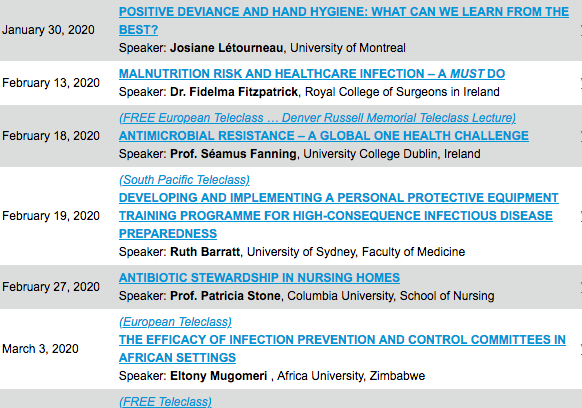 January 30, 2020
POSITIVE DEVIANCE AND HAND HYGIENE: WHAT CAN WE LEARN FROM THE
BEST?
Speaker: Josiane Létourneau, University of Montreal
February 13, 2020
MALNUTRITION RISK AND HEALTHCARE INFECTION – A MUST DO
Speaker: Dr. Fidelma Fitzpatrick, Royal College of Surgeons in Ireland
February 18, 2020
(FREE European Teleclass ... Denver Russell Memorial Teleclass Lecture)
ANTIMICROBIAL RESISTANCE – A GLOBAL ONE HEALTH CHALLENGE
Speaker: Prof. Séamus Fanning, University College Dublin, Ireland
February 19, 2020
(South Pacific Teleclass)
DEVELOPING AND IMPLEMENTING A PERSONAL PROTECTIVE EQUIPMENT
TRAINING PROGRAMME FOR HIGH-CONSEQUENCE INFECTIOUS DISEASE
PREPAREDNESS
Speaker: Ruth Barratt, University of Sydney, Faculty of Medicine
February 27, 2020
ANTIBIOTIC STEWARDSHIP IN NURSING HOMES
Speaker: Prof. Patricia Stone, Columbia University, School of Nursing
March 3, 2020
(European Teleclass)
THE EFFICACY OF INFECTION PREVENTION AND CONTROL COMMITTEES IN
AFRICAN SETTINGS
Speaker: Eltony Mugomeri , Africa University, Zimbabwe
(FREE Teleclass)